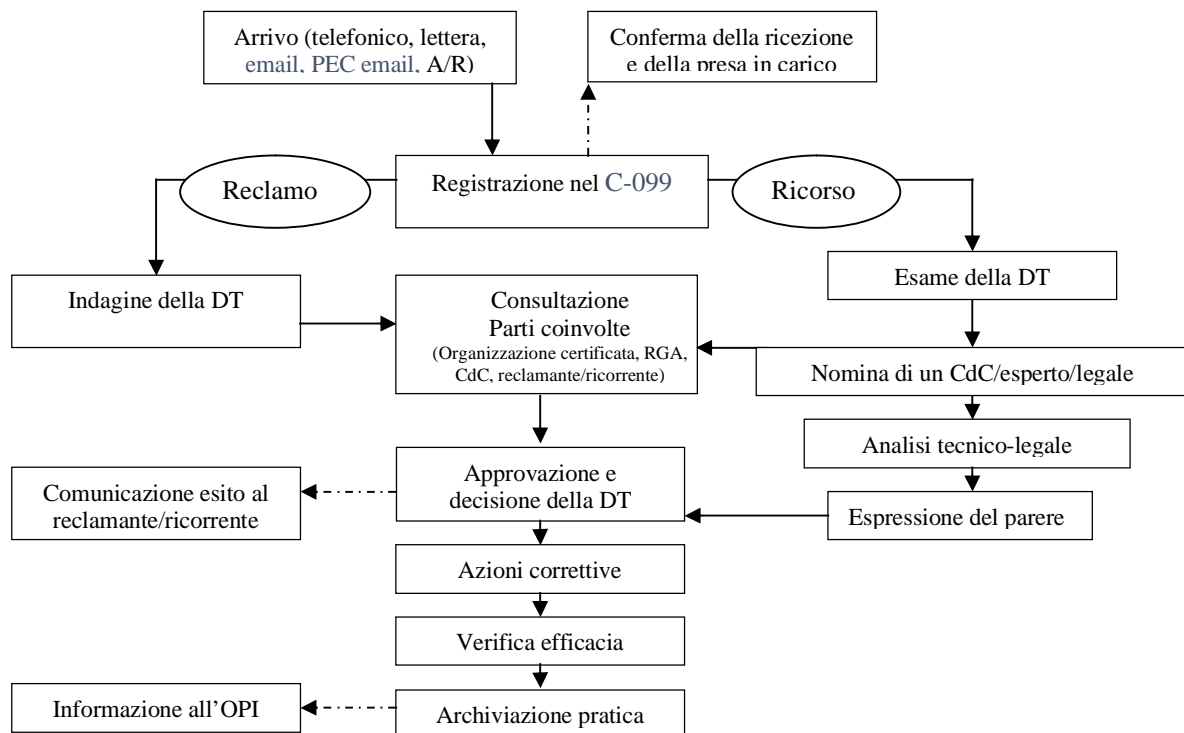 Arrivo (telefonico, lettera,
email, PEC email, A/R)
Conferma della ricezione
e della presa in carico
Reclamo
Registrazione nel C-099
Ricorso
Indagine della DT
Consultazione
Parti coinvolte
(Organizzazione certificata, RGA,
CdC, reclamante/ricorrente)
Esame della DT
Nomina di un CdC/esperto/legale
Analisi tecnico-legale
Comunicazione esito al
reclamante/ricorrente
Approvazione e
decisione della DT
Espressione del parere
Azioni correttive
Verifica efficacia
Informazione all’OPI
Archiviazione pratica